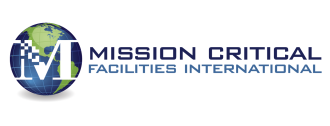 M
MISSION CRITICAL
FACILITIES INTERNATIONAL